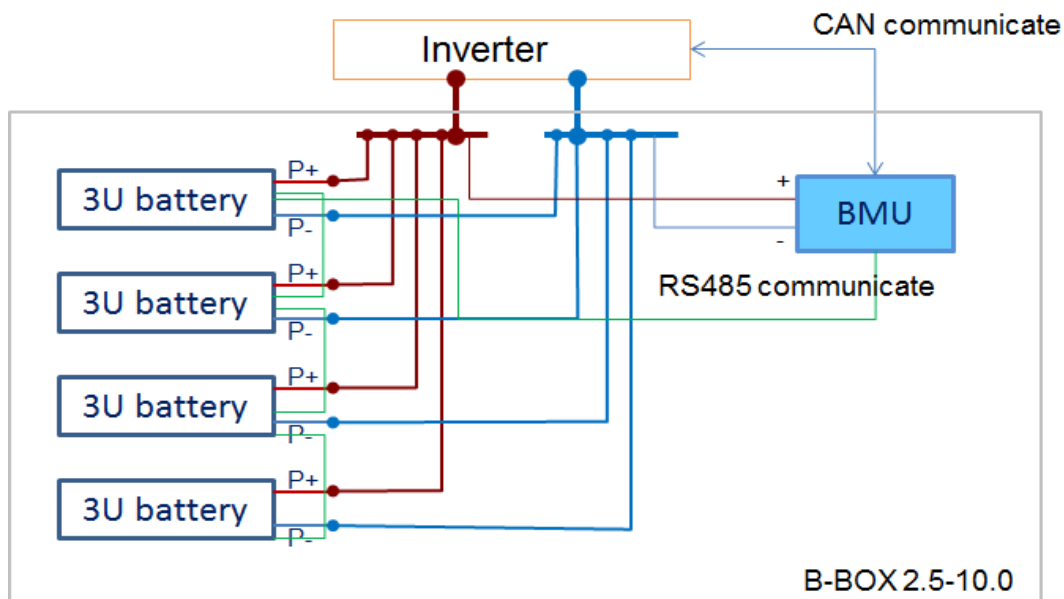 CAN communicate
Inverter
P+
3U battery
P-
+
BMU
-
P+
3U battery
P-
RS485 communicate
P+
3U battery
P-
P+
3U battery
P-
B-BOX 2.5-10.0